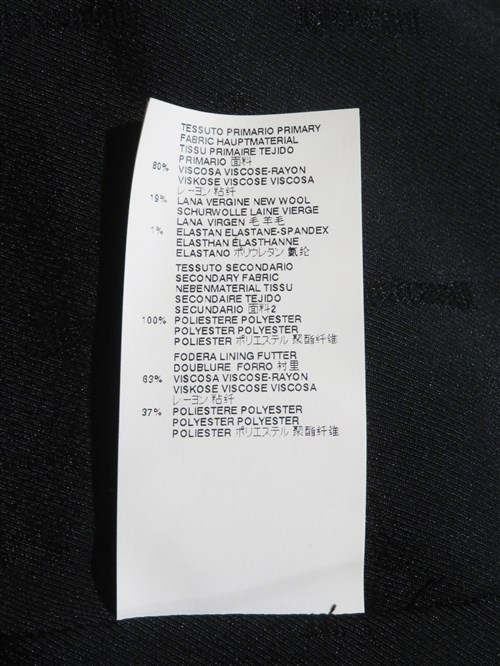 TESSUTO PRIMARIO PRIMARY
FABRIC HAUPTMATERIAL
TISSU PRIMAIRE TEJIDO
PRIMARIO 面料
80% VISCOSA VISCOSE-RAYON
VISKOSE VISCOSE VISCOSA
レーヨン 粘纤
19% LANA VERGINE NEW WOOL
SCHURWOLLE LAINE VIERGE
LANA VIRGEN 毛 羊毛
1% ELASTAN ELASTANE-SPANDEX
ELASTHAN ÉLASTHANNE
ELASTANO ポリウレタン 氨纶
TESSUTO SECONDARIO
SECONDARY FABRIC
NEBENMATERIAL TISSU
SECONDAIRE TEJIDO
SECUNDARIO 面料2
100% POLIESTERE POLYESTER
POLYESTER POLYESTER
POLIESTER ポリエステル 聚酯纤维
FODERA LINING FUTTER
DOUBLURE FORRO 衬里
63% VISCOSA VISCOSE-RAYON
VISKOSE VISCOSE VISCOSA
レーヨン 粘纤
37% POLIESTERE POLYESTER
POLYESTER POLYESTER
POLIESTER ポリエステル 聚酯纤维